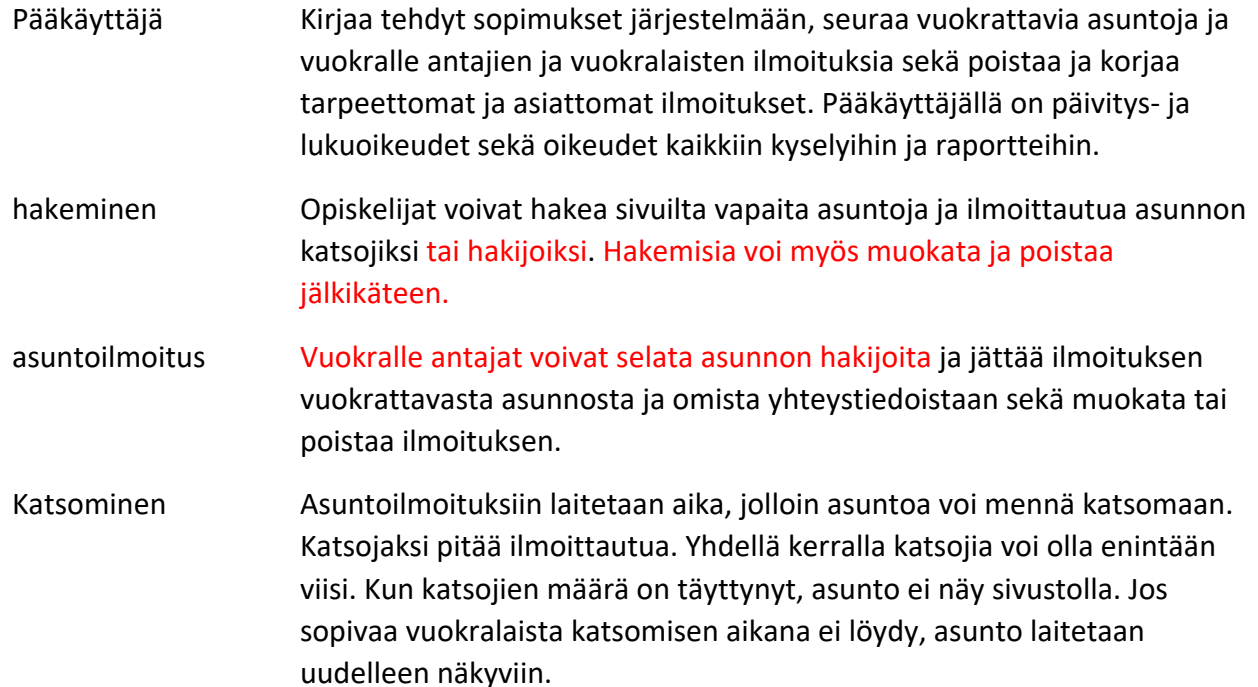 Pääkäyttäjä Kirjaa tehdyt sopimukset järjestelmään, seuraa vuokrattavia asuntoja ja
vuokralle antajien ja vuokralaisten ilmoituksia sekä poistaa ja korjaa
tarpeettomat ja asiattomat ilmoitukset. Pääkäyttäjällä on päivitys- ja
lukuoikeudet sekä oikeudet kaikkiin kyselyihin ja raportteihin.
hakeminen Opiskelijat voivat hakea sivuilta vapaita asuntoja ja ilmoittautua asunnon
katsojiksi tai hakijoiksi. Hakemisia voi myös muokata ja poistaa
jälkikäteen.
asuntoilmoitus Vuokralle antajat voivat selata asunnon hakijoita ja jättää ilmoituksen
vuokrattavasta asunnosta ja omista yhteystiedoistaan sekä muokata tai
poistaa ilmoituksen.
Katsominen Asuntoilmoituksiin laitetaan aika, jolloin asuntoa voi mennä katsomaan.
Katsojaksi pitää ilmoittautua. Yhdellä kerralla katsojia voi olla enintään
viisi. Kun katsojien määrä on täyttynyt, asunto ei näy sivustolla. Jos
sopivaa vuokralaista katsomisen aikana ei löydy, asunto laitetaan
uudelleen näkyviin.